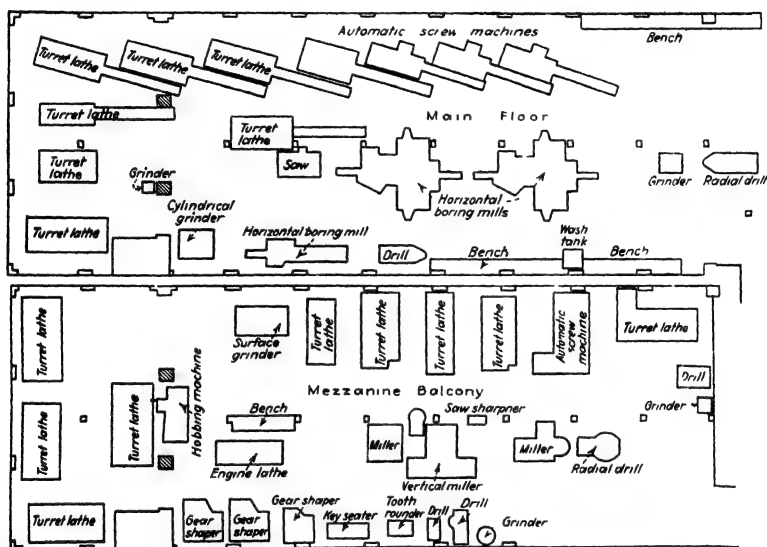 Automatic screw machines
Bench
Turret lathe
Turret lathe
Turret lathe
Turret lathe
Main Floor
Turret
lathe
Turret
lathe
Saw
Grinder
Horizontal
boring mills
Grinder
Radial drill
Cylindrical
grinder
Turret lathe
Horizontal boring mill
Drill
Bench
Wash
tank
Bench
Turret lathe
Surface
grinder
Turret
lathe
Turret lathe
Turret lathe
Turret lathe
Automatic
screw
machine
Turret lathe
Drill
Mezzanine Balcony
Turret lathe
Turret lathe
Hobbing machine
Bench
Saw sharpner
Grinder
Engine lathe
Miller
Vertical miller
Miller
Radial drill
Turret lathe
Gear
shaper
Gear
shaper
Gear shaper
Key seater
Tooth
rounder
Drill
Drill
Grinder